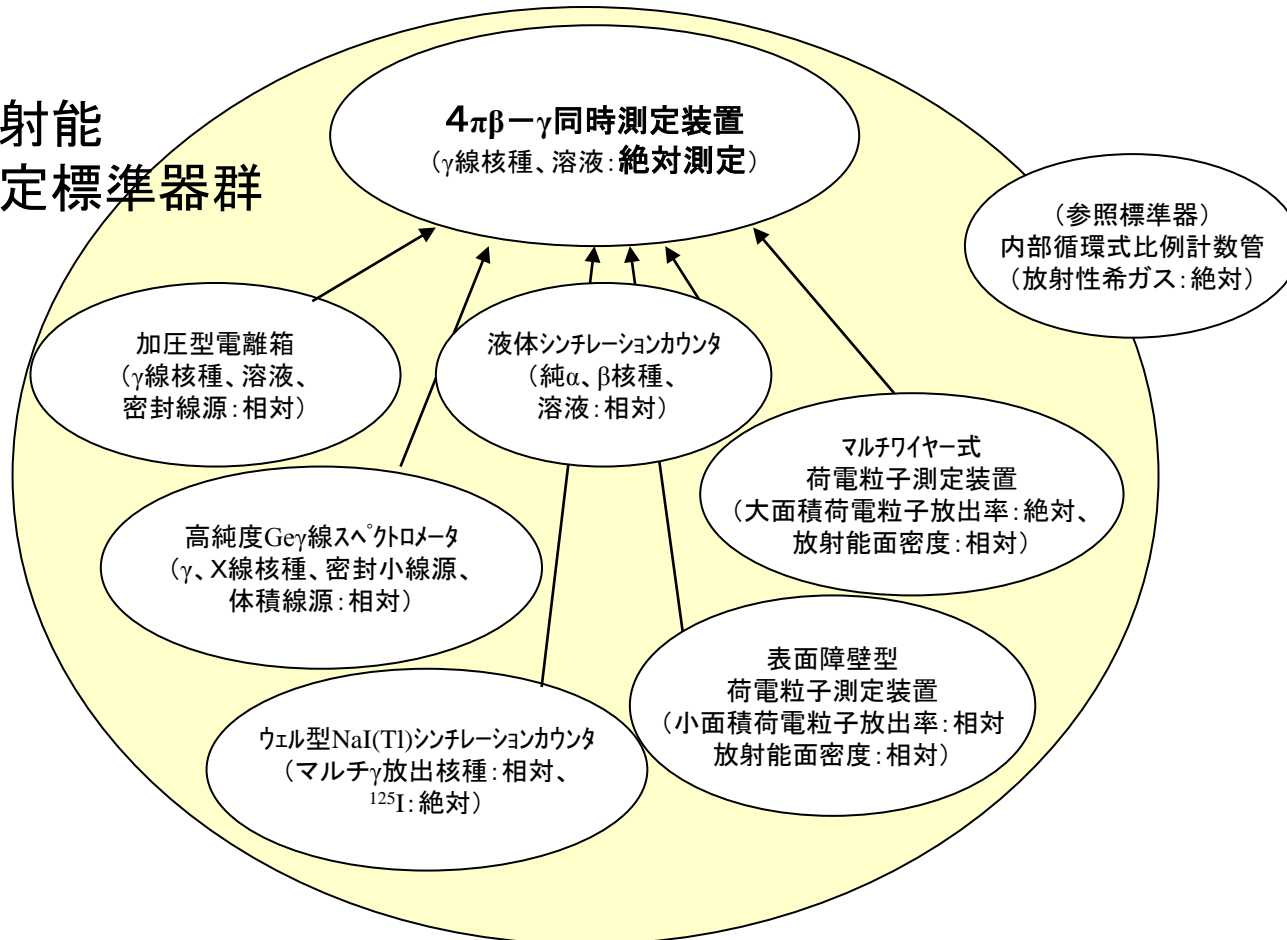 射能
定標準器群
4πβ－γ同時測定装置
（γ線核種、溶液：絶対測定）
（参照標準器）
内部循環式比例計数管
（放射性希ガス：絶対）
加圧型電離箱
（γ線核種、溶液、
密封線源：相対）
液体ｼﾝﾁﾚｰｼｮﾝｶｳﾝﾀ
（純α、β核種、
溶液：相対）
ﾏﾙﾁﾜｲﾔｰ式
荷電粒子測定装置
（大面積荷電粒子放出率：絶対、
放射能面密度：相対）
高純度Geγ線ｽﾍﾟｸﾄﾛﾒｰﾀ
（γ、X線核種、密封小線源、
体積線源：相対）
表面障壁型
荷電粒子測定装置
（小面積荷電粒子放出率：相対
放射能面密度：相対）
ｳｪﾙ型NaI(Tl)ｼﾝﾁﾚｰｼｮﾝｶｳﾝﾀ
（マルチγ放出核種：相対、
¹²⁵I：絶対）